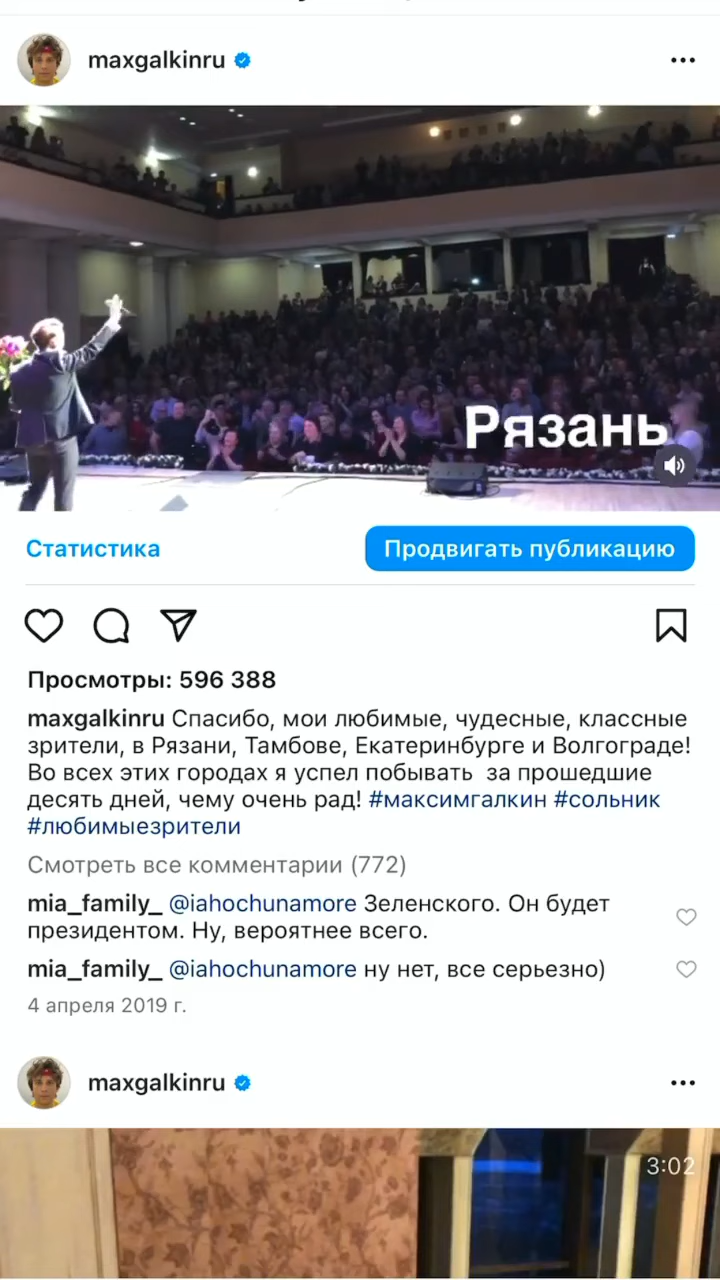 maxgalkinru
Рязань
Статистика
Продвигать публикацию
Просмотры: 596 388
maxgalkinru Спасибо, мои любимые, чудесные, классные
зрители, в Рязани, Тамбове, Екатеринбурге и Волгограде!
Во всех этих городах я успел побывать за прошедшие
десять дней, чему очень рад! #максимгалкин #сольник
#любимыезрители
Смотреть все комментарии (772)
mia_family_ @iahochunamore Зеленского. Он будет
президентом. Ну, вероятнее всего.
mia_family_ @iahochunamore ну нет, все серьезно)
4 апреля 2019 г.
maxgalkinru
3:02